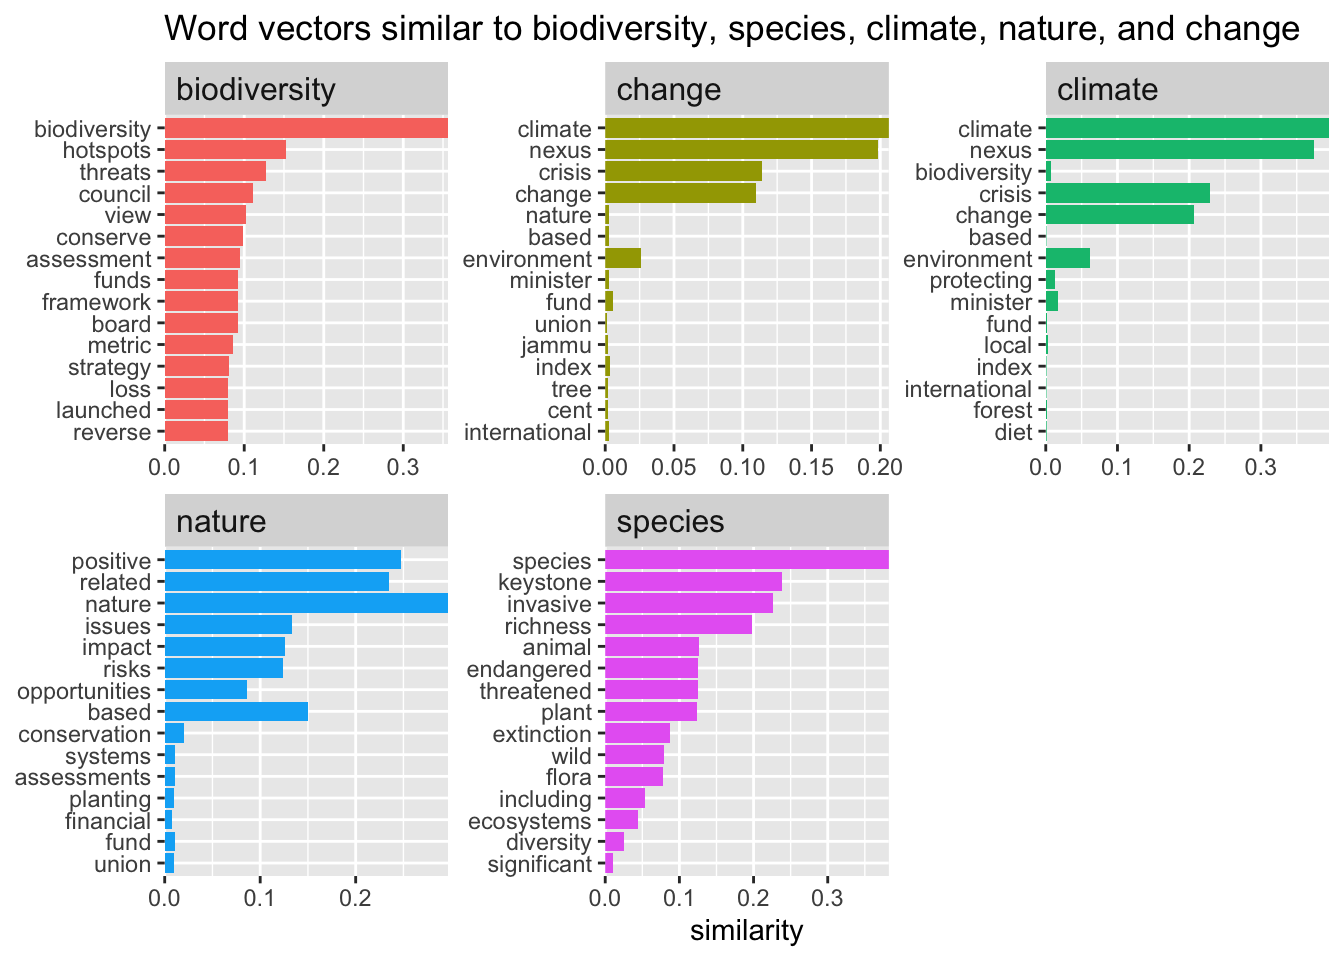 Word vectors similar to biodiversity, species, climate, nature, and change
biodiversity
biodiversity
hotspots
threats
council
view
conserve
assessment
funds
framework
board
metric
strategy
loss
launched
reverse
0.0 0.1 0.2 0.3
change
climate
nexus
crisis
change
nature
based
environment
minister
fund
union
jammu
index
tree
cent
international
0.00 0.05 0.10 0.15 0.20
climate
climate
nexus
biodiversity
crisis
change
based
environment
protecting
minister
fund
local
index
international
forest
diet
0.0 0.1 0.2 0.3
nature
positive
related
nature
issues
impact
risks
opportunities
based
conservation
systems
assessments
planting
financial
fund
union
0.0 0.1 0.2
species
species
keystone
invasive
richness
animal
endangered
threatened
plant
extinction
wild
flora
including
ecosystems
diversity
significant
0.0 0.1 0.2 0.3
similarity